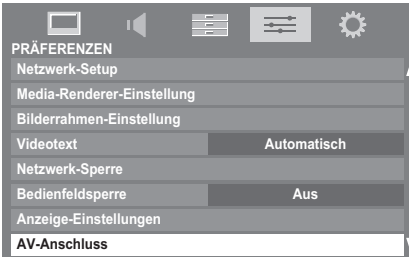 PRÄFERENZEN
Netzwerk-Setup
Media-Renderer-Einstellung
Bilderrahmen-Einstellung
Videotext Automatisch
Netzwerk-Sperre
Bedienfeldsperre Aus
Anzeige-Einstellungen
AV-Anschluss